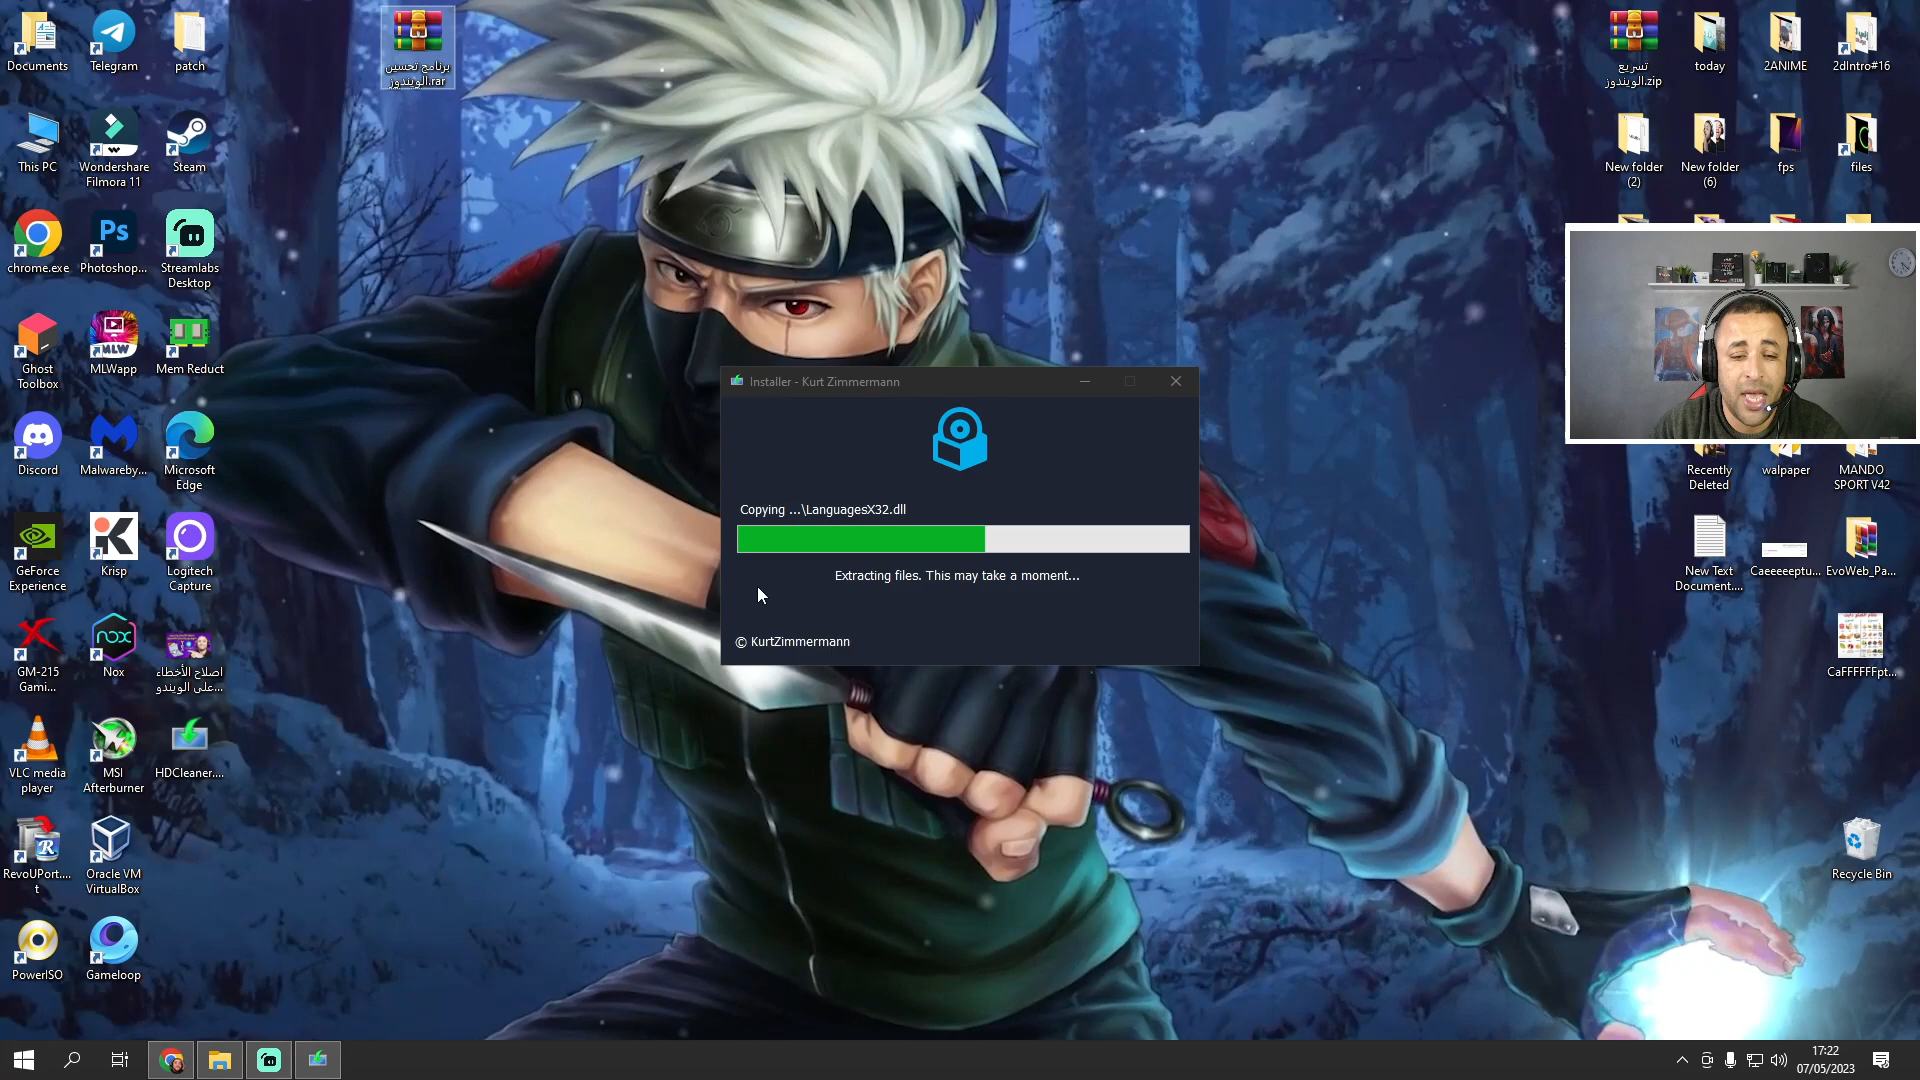 Documents
Telegram
patch
برنامج تحسين
الويندوز.rar
تسريع
الويندوز.zip
today
2ANIME
2dIntro#16
This PC
Wondershare
Filmora 11
Steam
New folder
(2)
New folder
(6)
fps
files
chrome.exe
Ps
Photoshop...
Streamlabs
Desktop
Ghost
Toolbox
MLW
MLWapp
Mem Reduct
Installer - Kurt Zimmermann
Copying ...\LanguagesX32.dll
Extracting files. This may take a moment...
© KurtZimmermann
Discord
Malwareby...
Microsoft
Edge
Recently
Deleted
walpaper
MANDO
SPORT V42
GeForce
Experience
Krisp
Logitech
Capture
New Text
Document....
Caeeeeeptu...
EvoWeb_Pa...
GM-215
Gami...
nox
Nox
اصلاح الأخطاء
على الويندو...
CaFFFFFFpt...
VLC media
player
MSI
Afterburner
HDCleaner....
RevoUPort....
t
Oracle VM
VirtualBox
Recycle Bin
PowerISO
Gameloop
17:22
07/05/2023